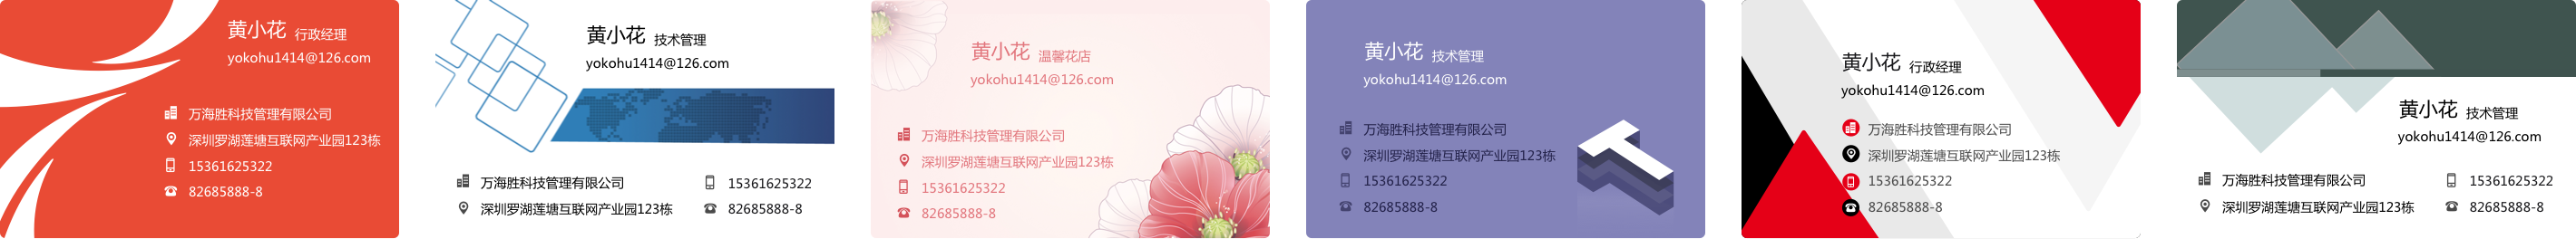 黄小花 行政经理
yokohu1414@126.com
万海胜科技管理有限公司
深圳罗湖莲塘互联网产业园123栋
15361625322
82685888-8
黄小花 技术管理
yokohu1414@126.com
万海胜科技管理有限公司 15361625322
深圳罗湖莲塘互联网产业园123栋 82685888-8
黄小花 温馨花店
yokohu1414@126.com
万海胜科技管理有限公司
深圳罗湖莲塘互联网产业园123栋
15361625322
82685888-8
黄小花 技术管理
yokohu1414@126.com
万海胜科技管理有限公司
深圳罗湖莲塘互联网产业园123栋
15361625322
82685888-8
黄小花 行政经理
yokohu1414@126.com
万海胜科技管理有限公司
深圳罗湖莲塘互联网产业园123栋
15361625322
82685888-8
黄小花 技术管理
yokohu1414@126.com
万海胜科技管理有限公司 15361625322
深圳罗湖莲塘互联网产业园123栋 82685888-8